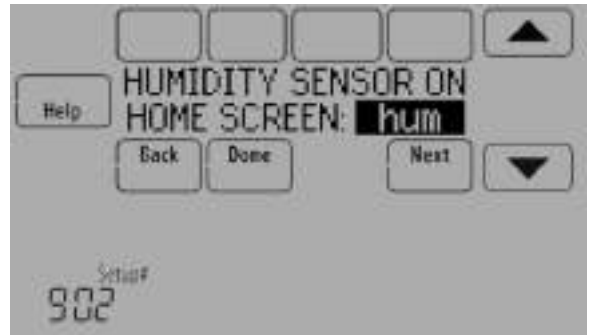 HUMIDITY SENSOR ON
Help
HOME SCREEN: hum
Back Done Next
Setup#
902